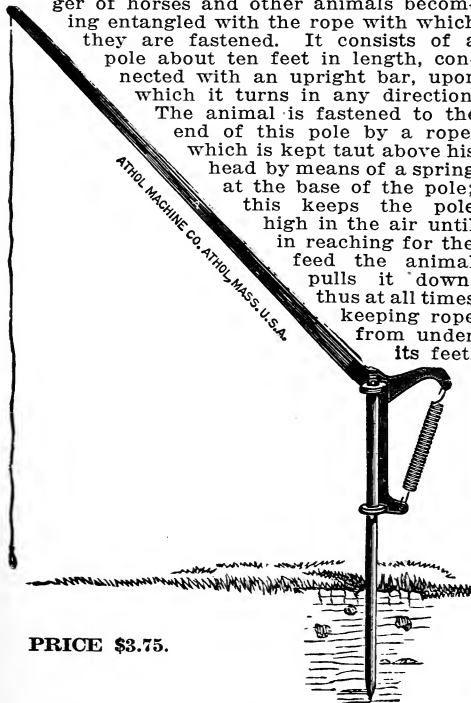 ger of horses and other animals becom-
ing entangled with the rope with which
they are fastened. It consists of a
pole about ten feet in length, con-
nected with an upright bar, upon
which it turns in any direction
The animal is fastened to the
end of this pole by a rope
which is kept taut above his
head by means of a spring
at the base of the pole;
this keeps the pole
high in the air until
in reaching for the
feed the animal
pulls it down,
thus at all times
keeping rope
from under
its feet.
ATHOL MACHINE CO. ATHOL, MASS. U.S.A.
PRICE $3.75.